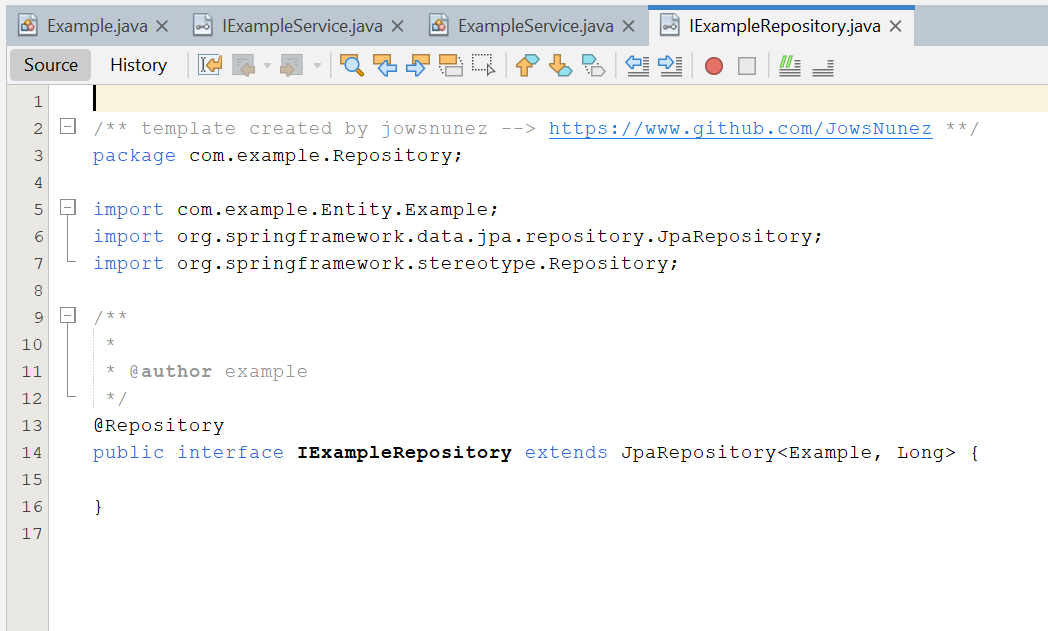 Example.java IExampleService.java ExampleService.java IExampleRepository.java
Source History
1
2 /** template created by jowsnunez --> https://www.github.com/JowsNunez **/
3 package com.example.Repository;
4
5 import com.example.Entity.Example;
6 import org.springframework.data.jpa.repository.JpaRepository;
7 import org.springframework.stereotype.Repository;
8
9 /**
10 *
11 * @author example
12 */
13 @Repository
14 public interface IExampleRepository extends JpaRepository<Example, Long> {
15
16 }
17